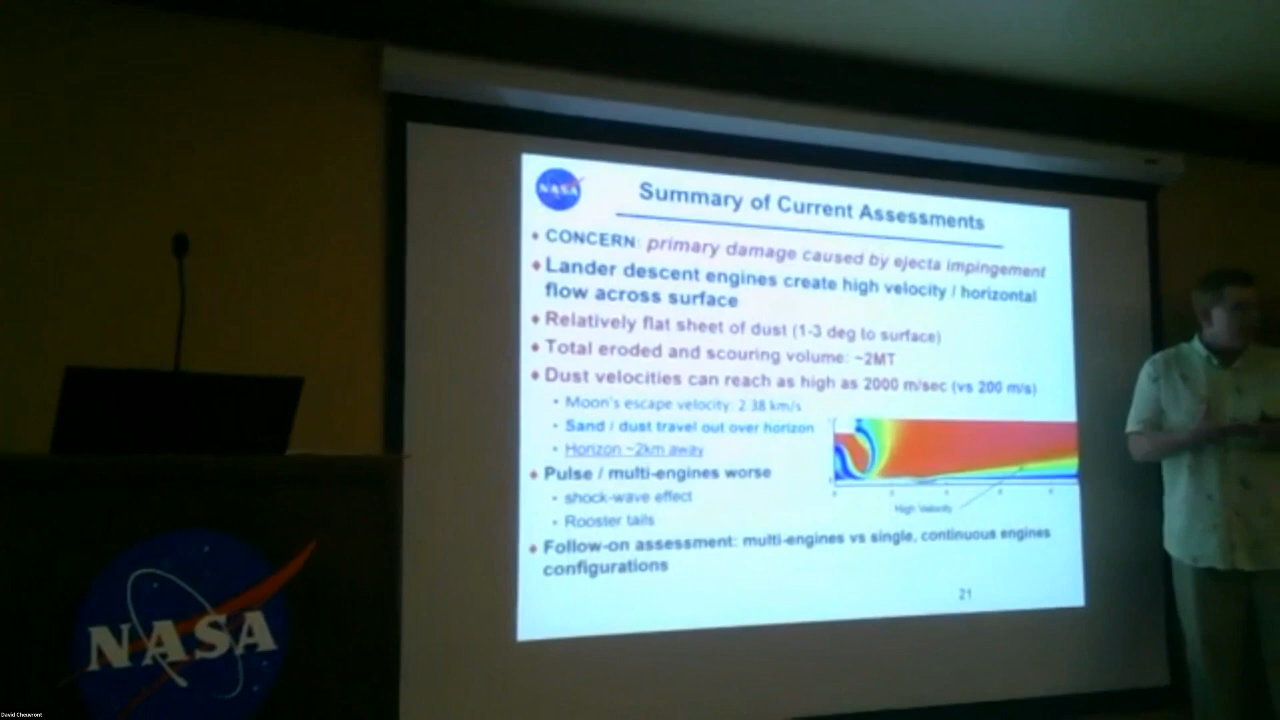 NASA
Summary of Current Assessments
• CONCERN: primary damage caused by ejecta impingement
• Lander descent engines create high velocity / horizontal
flow across surface
• Relatively flat sheet of dust (1-3 deg to surface)
• Total eroded and scouring volume: ~2MT
• Dust velocities can reach as high as 2000 m/sec (vs 200 m/s)
• Moon's escape velocity: 2.38 km/s
• Sand / dust travel out over horizon
• Horizon ~2km away
• Pulse / multi-engines worse
• shock-wave effect
• Rooster tails
High Velocity
• Follow-on assessment: multi-engines vs single, continuous engines
configurations
21
NASA
David Cheuvront